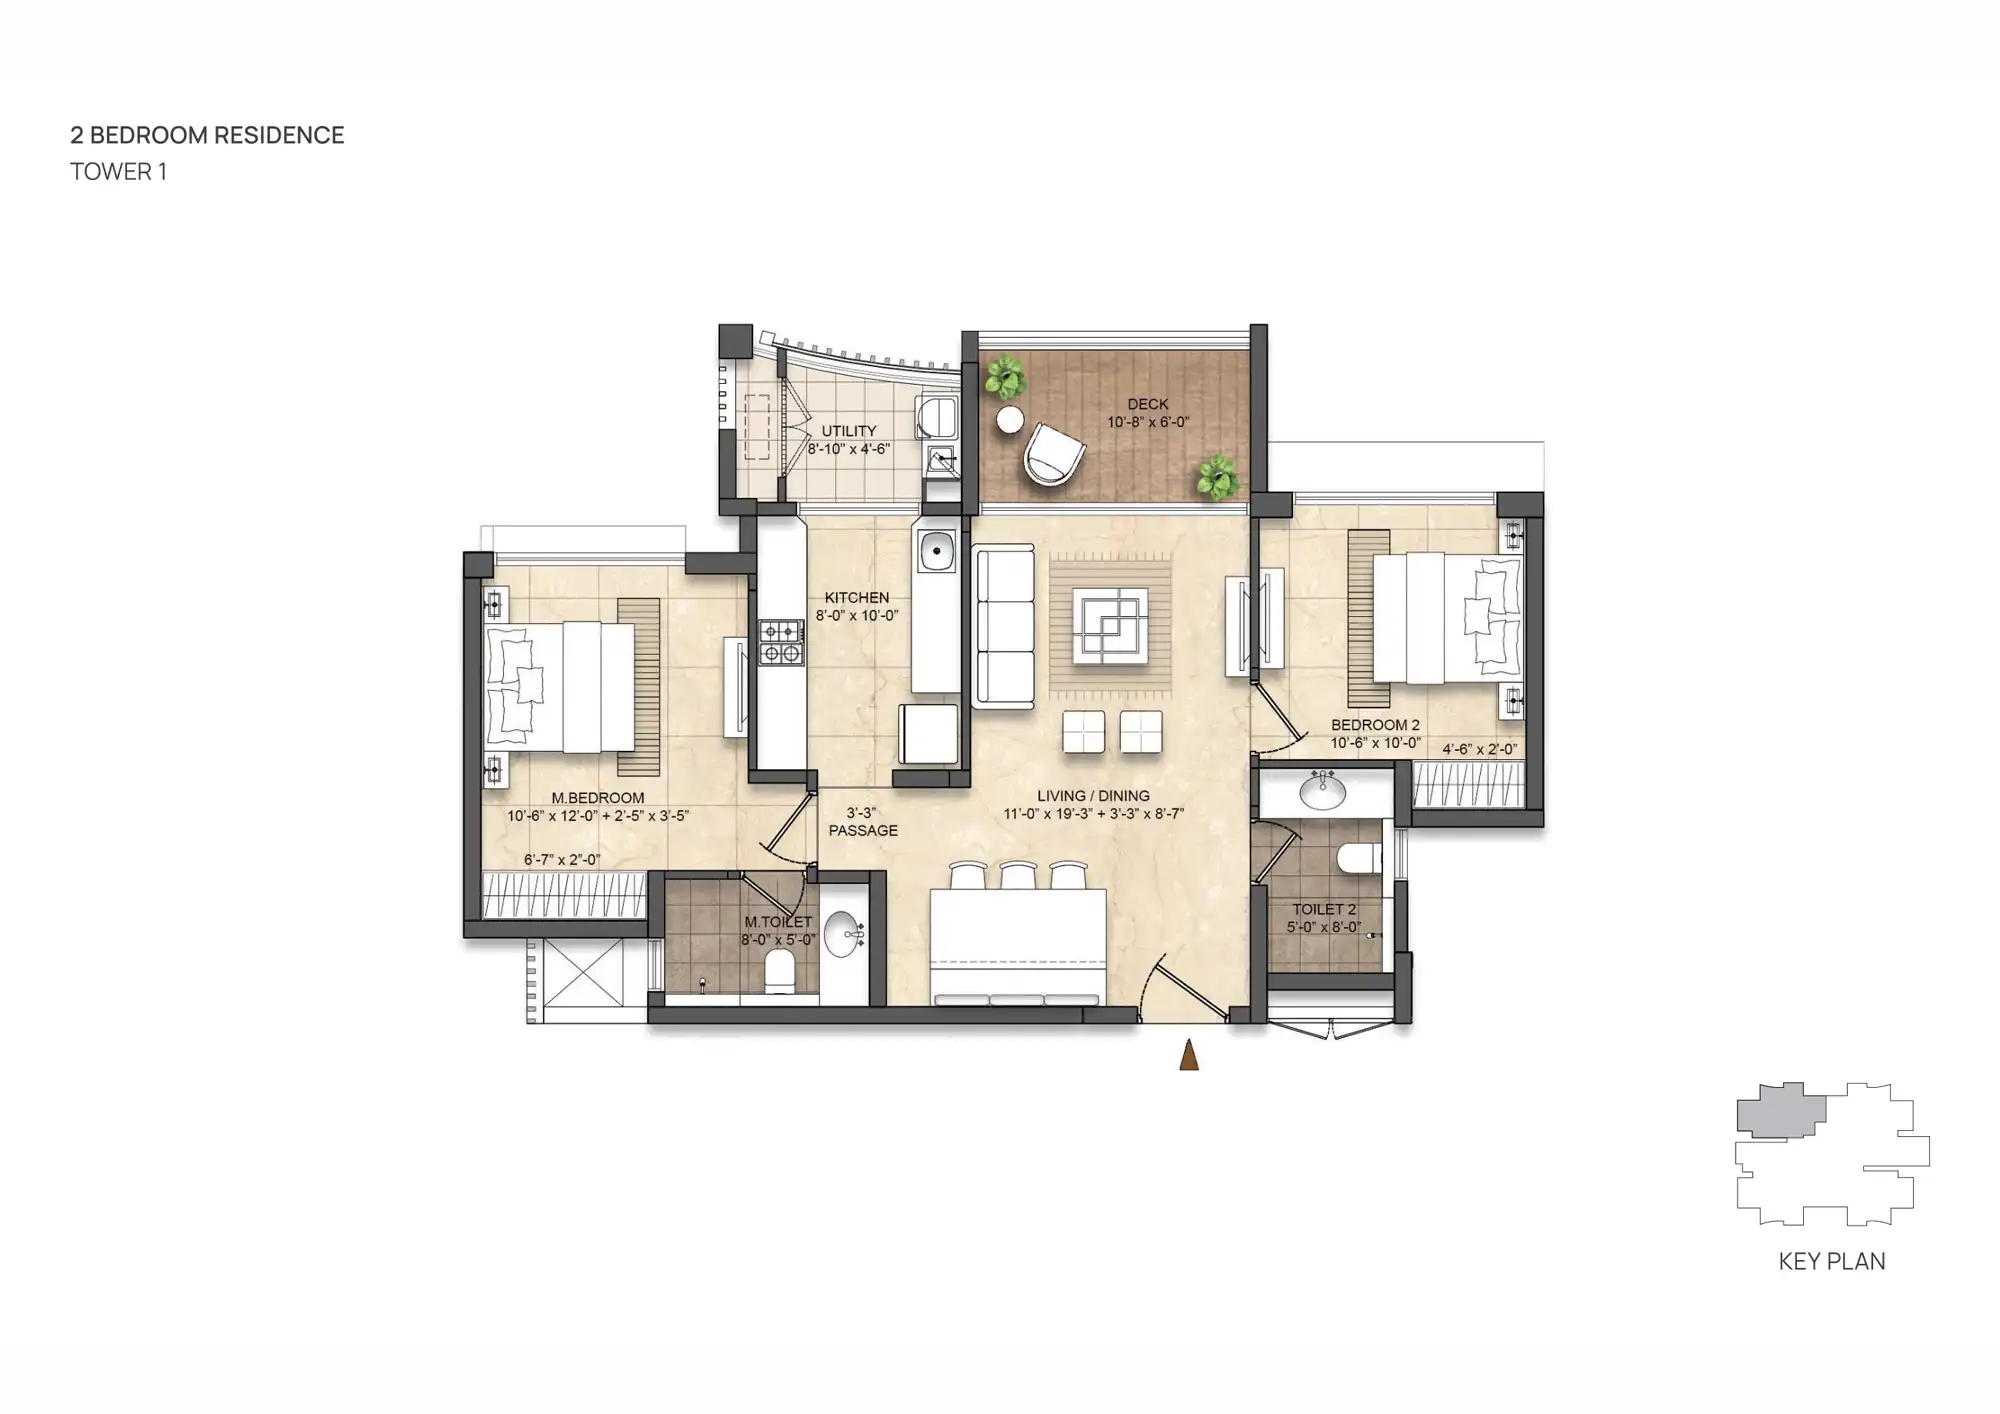 2 BEDROOM RESIDENCE
TOWER 1
DECK
10'-8" x 6'-0"
UTILITY
8'-10" x 4'-6"
KITCHEN
8'-0" x 10'-0"
BEDROOM 2
10'-6" x 10'-0"
4'-6" x 2'-0"
M.BEDROOM
10'-6" x 12'-0" + 2'-5" x 3'-5"
6'-7" x 2"-0"
3'-3"
PASSAGE
LIVING / DINING
11'-0" x 19'-3" + 3'-3" x 8'-7"
M.TOILET
8'-0" x 5'-0"
TOILET 2
5'-0" x 8'-0"
KEY PLAN